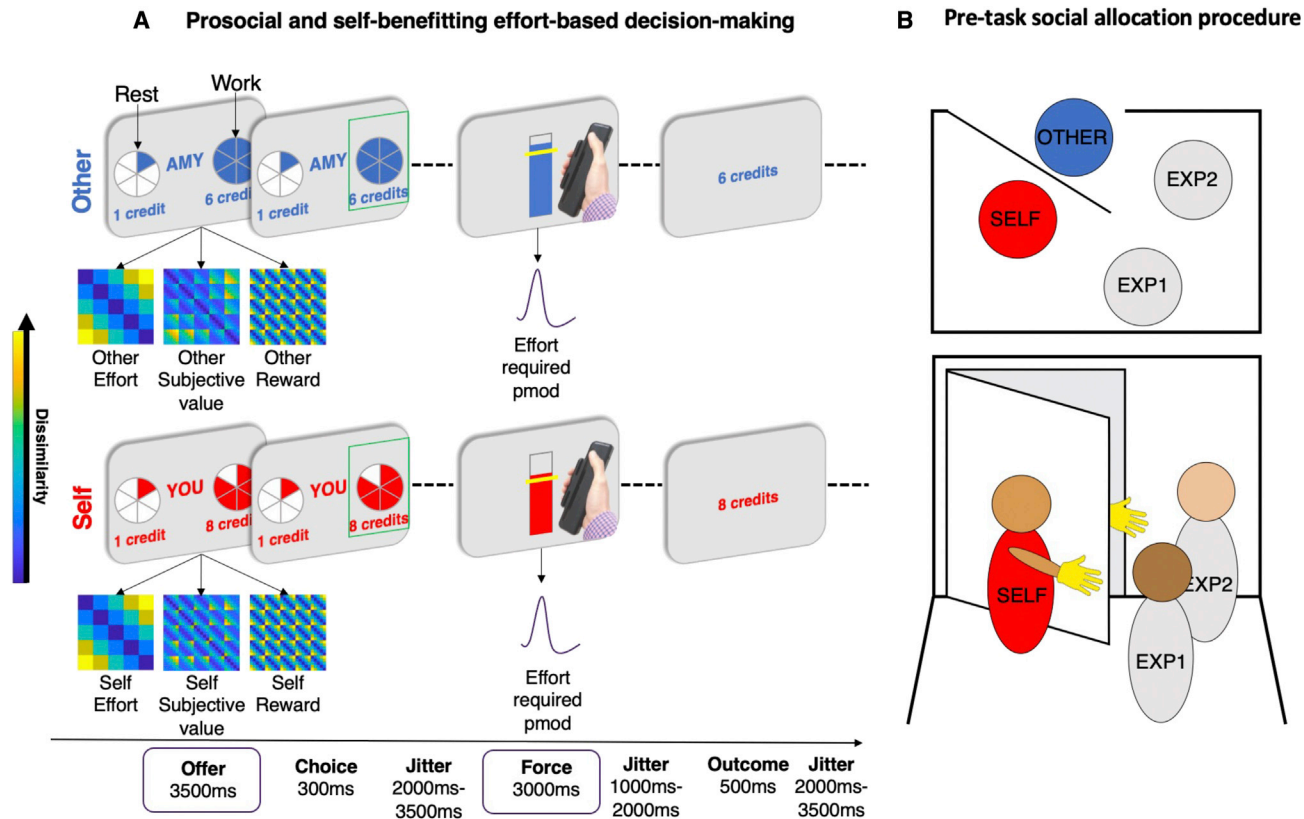 A Prosocial and self-benefitting effort-based decision-making
Rest
Work
Other
AMY
1 credit
6 credi
AMY
1 credit
6 credits
6 credits
Other
Effort
Other
Subjective
value
Other
Reward
Effort
required
pmod
Dissimilarity
Self
YOU
1 credit
8 credi
YOU
1 credit
8 credits
8 credits
Self
Effort
Self
Subjective
value
Self
Reward
Effort
required
pmod
Offer
3500ms
Choice
300ms
Jitter
2000ms-
3500ms
Force
3000ms
Jitter
1000ms-
2000ms
Outcome
500ms
Jitter
2000ms-
3500ms
B Pre-task social allocation procedure
OTHER
EXP2
SELF
EXP1
SELF
EXP2
EXP1